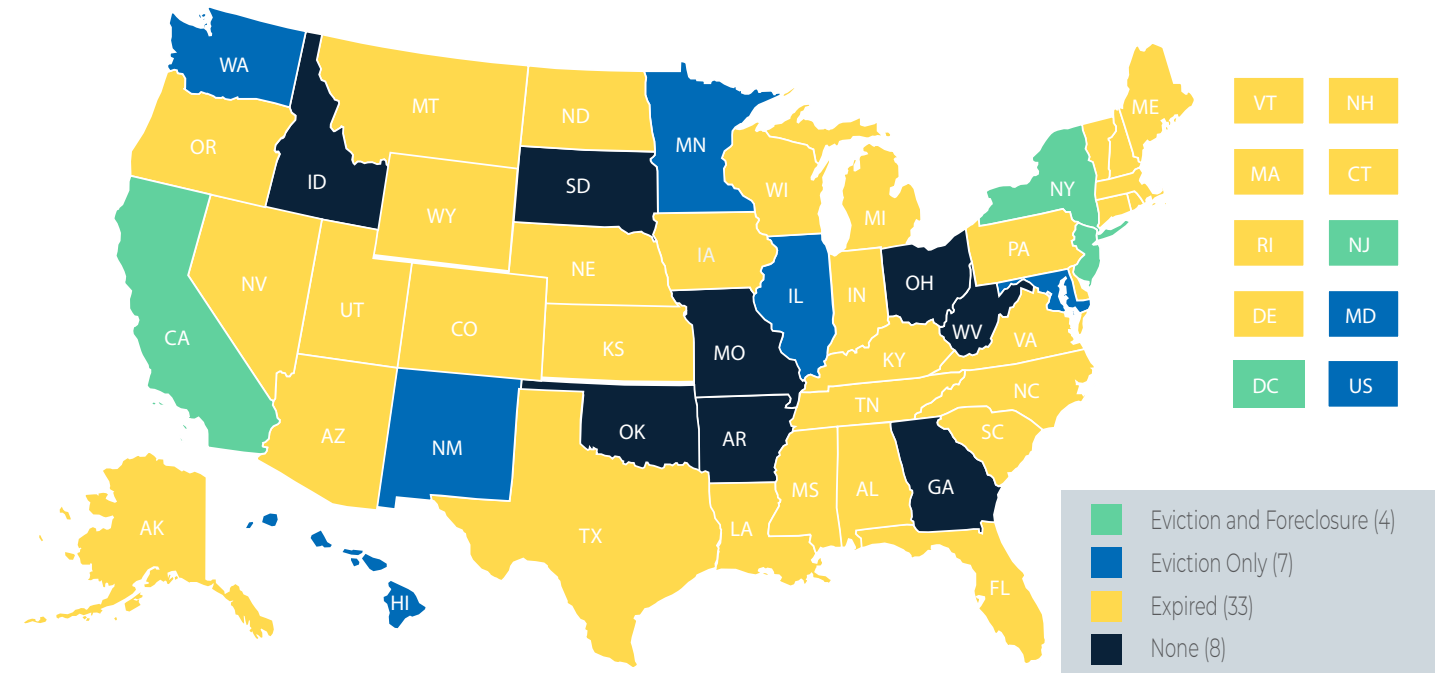 WA
MT
ND
MN
ME
VT
NH
OR
ID
SD
WI
MI
NY
MA
CT
WY
IA
PA
RI
NJ
NV
UT
NE
IL
IN
OH
CO
CA
KS
MO
KY
WV
VA
DE
MD
AZ
NM
OK
AR
TN
NC
SC
DC
US
AK
HI
TX
LA
MS
AL
GA
FL
Eviction and Foreclosure (4)
Eviction Only (7)
Expired (33)
None (8)